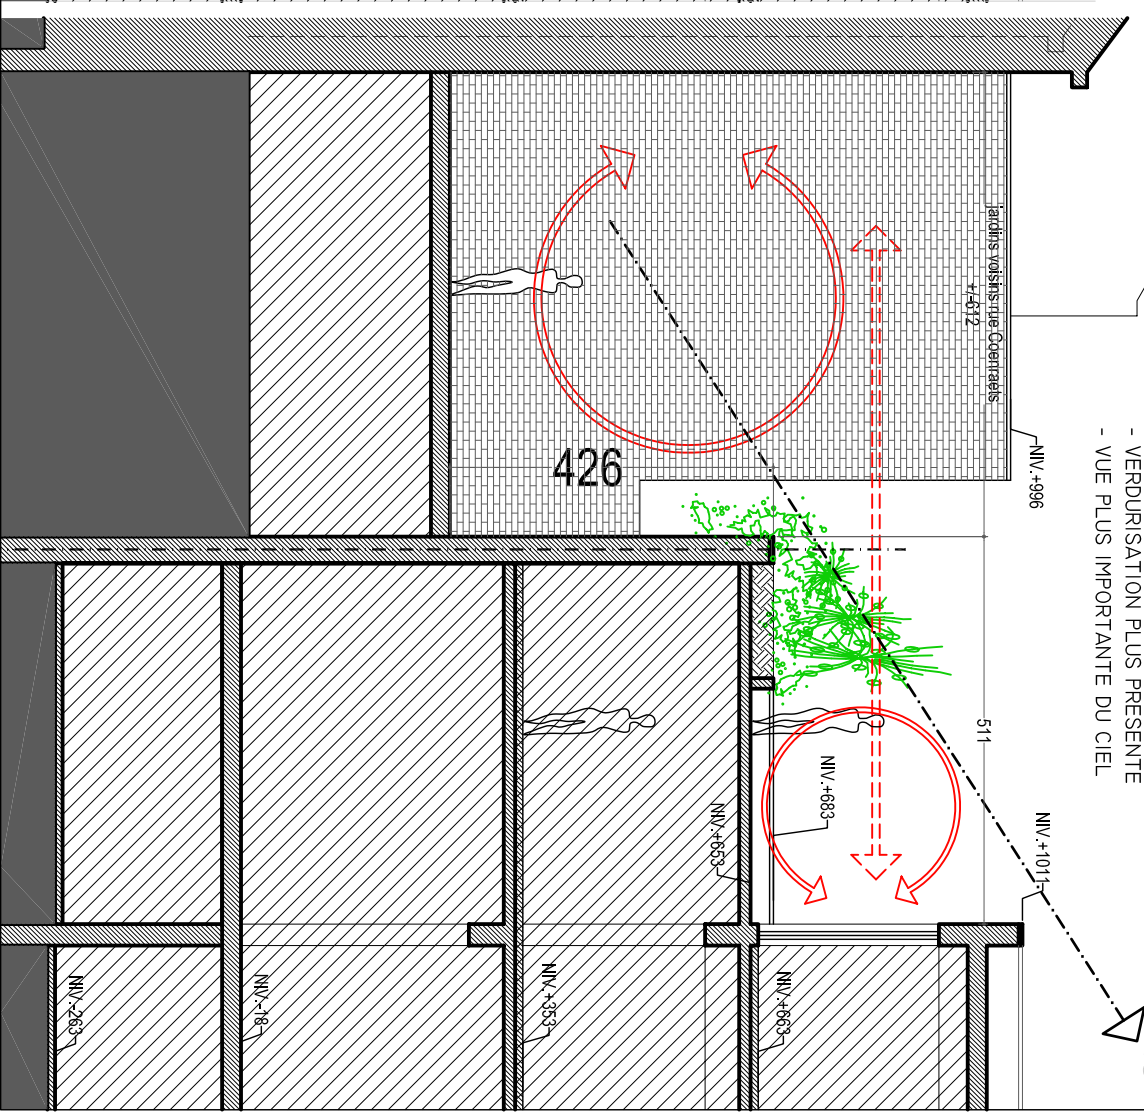 - VERDURISATION PLUS PRESENTE
- VUE PLUS IMPORTANTE DU CIEL
jardins voisins rue Coenraets
+/-612
NIV.+996
426
511
NIV.+1011
NIV.+683
NIV.+653
NIV.+663
NIV.+353
NIV.-18
NIV.-263